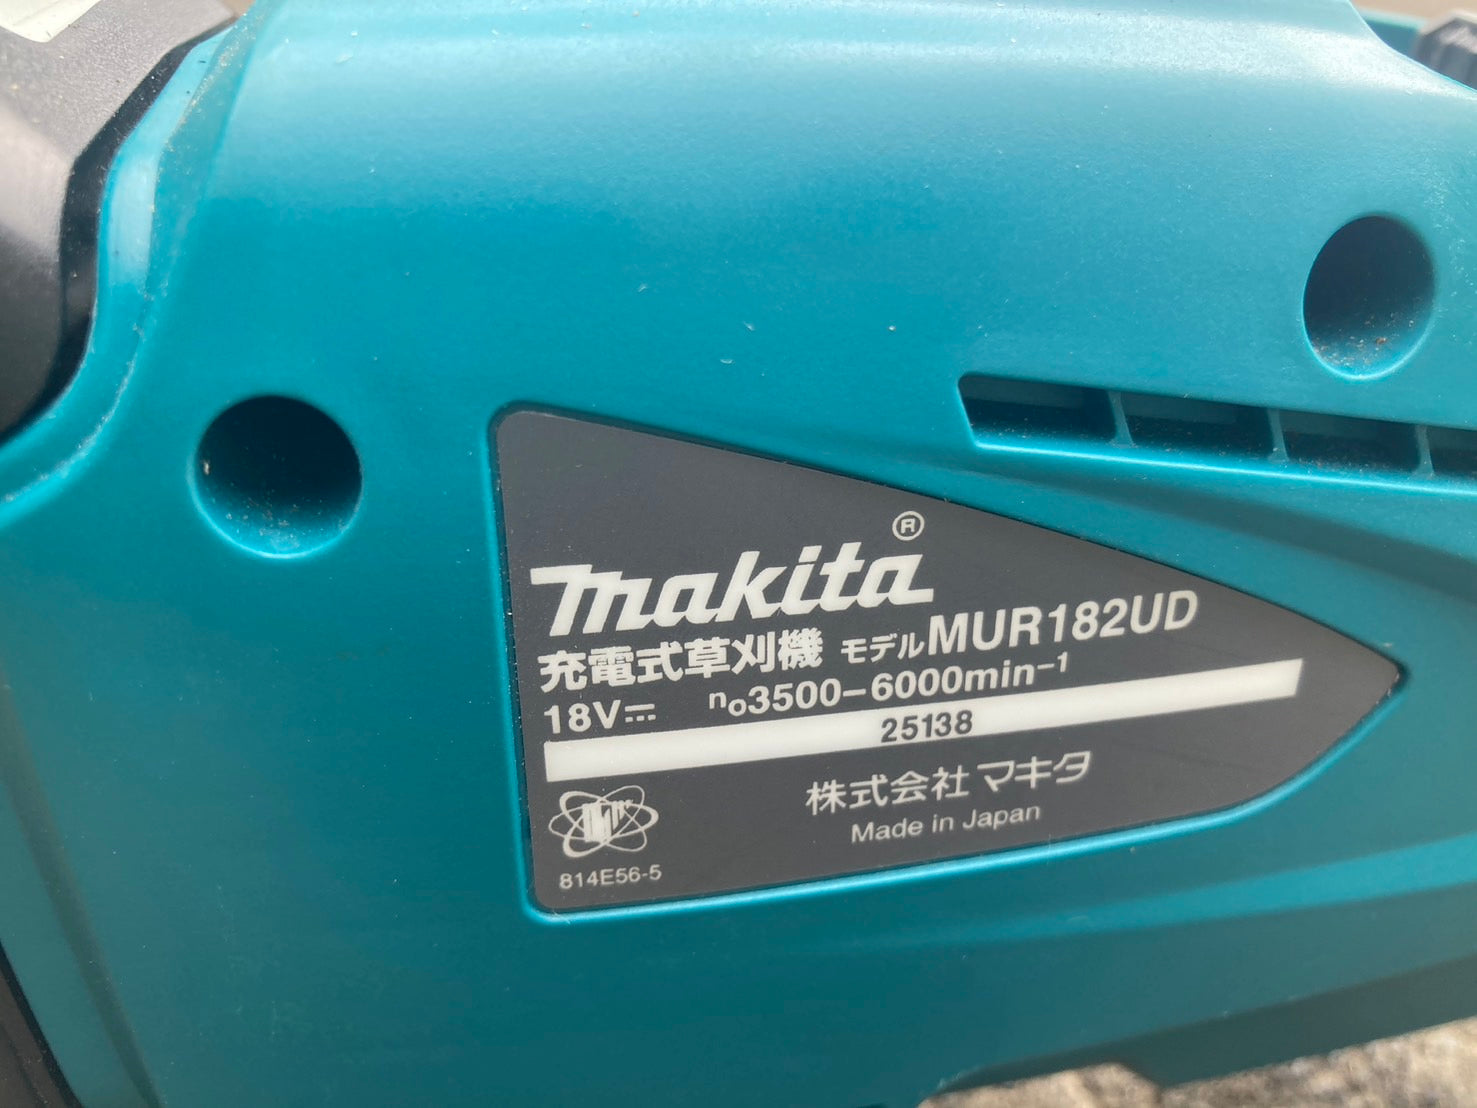 makita®
充電式草刈機 モデルMUR182UD
18V⎓ no3500-6000min-1
25138
株式会社マキタ
Made in Japan
814E56-5